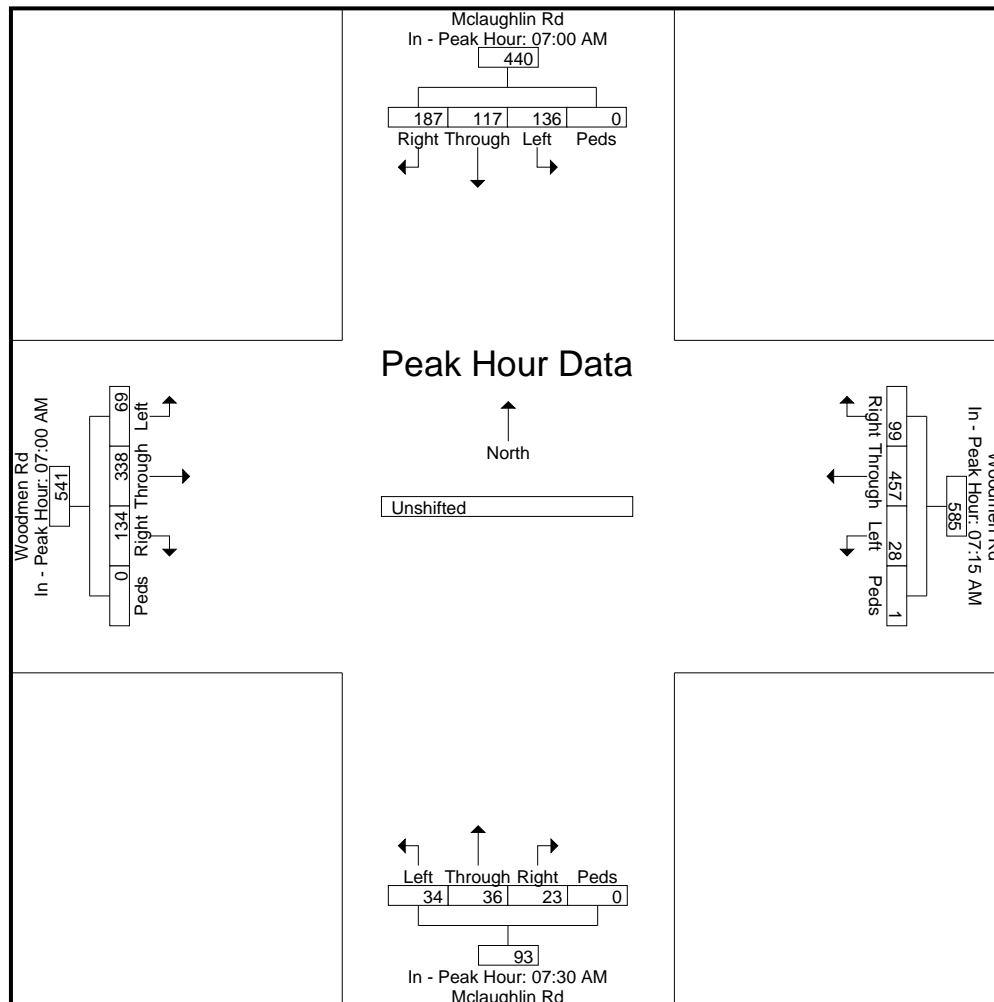 Mclaughlin Rd
In - Peak Hour: 07:00 AM
440
187 117 136 0
Right Through Left Peds
Peak Hour Data
North
Unshifted
Woodmen Rd
In - Peak Hour: 07:00 AM
541
69 338 134 0
Left Through Right Peds
Woodmen Rd
In - Peak Hour: 07:15 AM
585
99 457 28 1
Right Through Left Peds
Left Through Right Peds
34 36 23 0
93
In - Peak Hour: 07:30 AM
Mclaughlin Rd